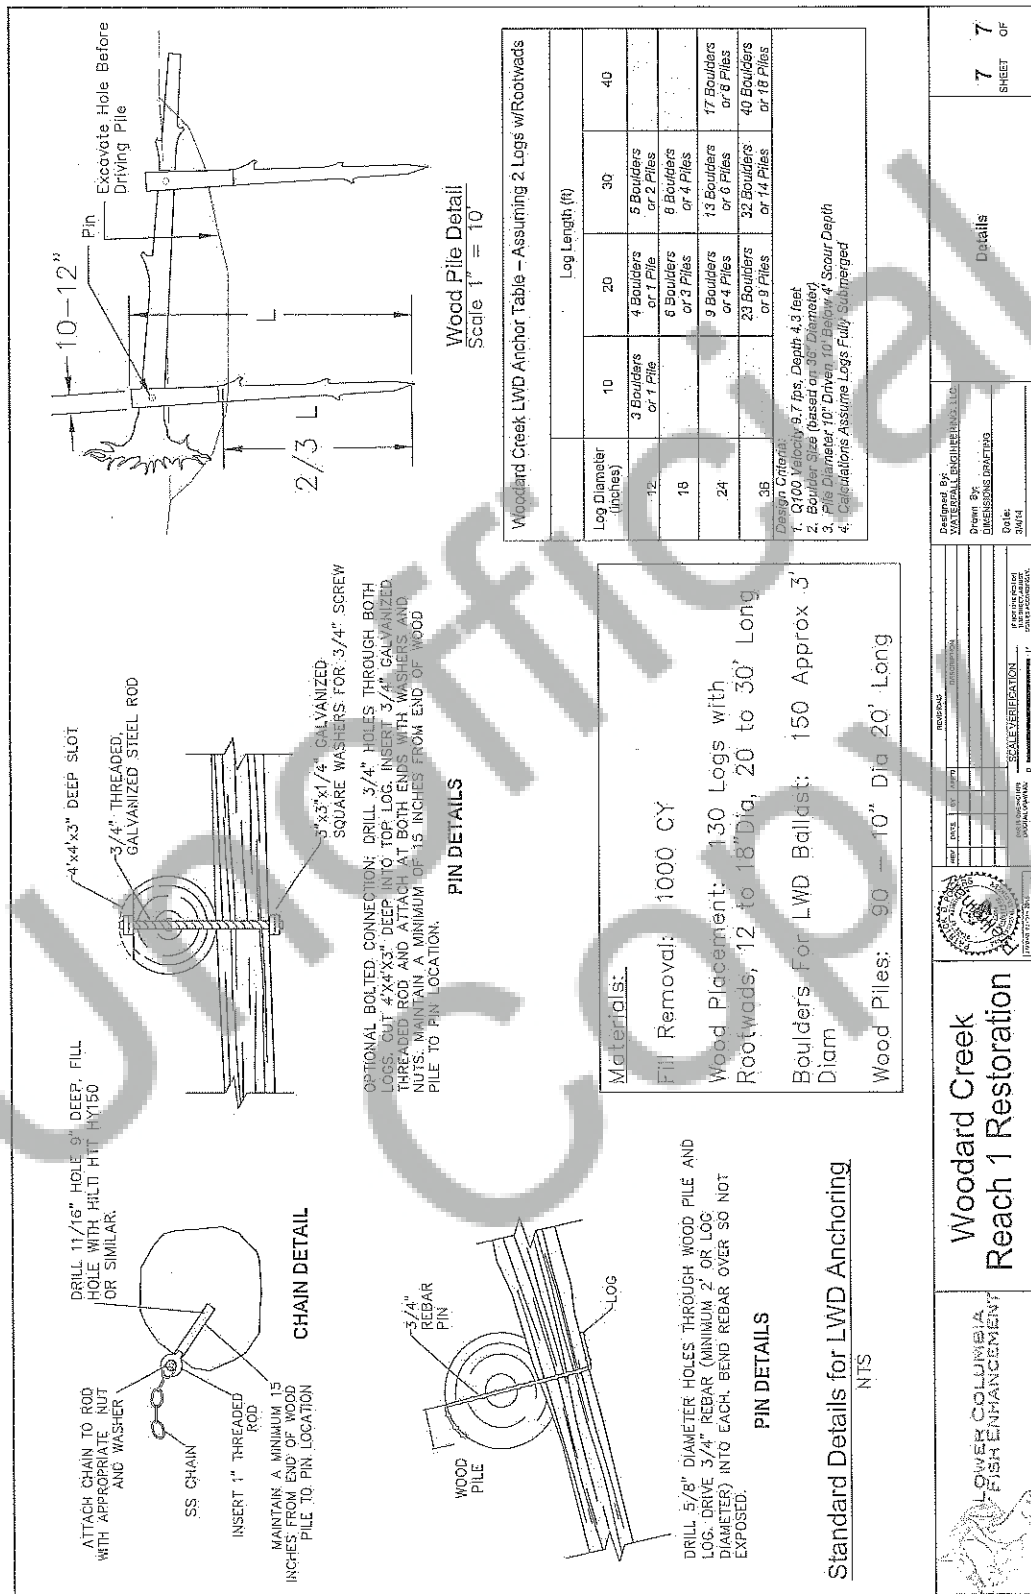 ATTACH CHAIN TO ROD
WITH APPROPRIATE NUT
AND WASHER
SS CHAIN
INSERT 1" THREADED
ROD
MAINTAIN A MINIMUM 15
INCHES FROM END OF WOOD
PILE TO PIN LOCATION
DRILL 11/16" HOLE 9" DEEP, FILL
HOLE WITH HILTI HIT HY150
OR SIMILAR.
CHAIN DETAIL
4"x4"x3" DEEP SLOT
3/4" THREADED,
GALVANIZED STEEL ROD
3"x3"x1/4" GALVANIZED
SQUARE WASHERS FOR 3/4" SCREW
OPTIONAL BOLTED CONNECTION; DRILL 3/4" HOLES THROUGH BOTH
LOGS. CUT 4"X4"X3" DEEP INTO TOP LOG. INSERT 3/4" GALVANIZED
THREADED ROD AND ATTACH AT BOTH ENDS WITH WASHERS AND
NUTS. MAINTAIN A MINIMUM OF 15 INCHES FROM END OF WOOD
PILE TO PIN LOCATION.
PIN DETAILS
10-12"
Pin
Excavate Hole Before
Driving Pile
L
2/3 L
Wood Pile Detail
Scale 1" = 10'
WOOD
PILE
3/4"
REBAR
PIN
LOG
DRILL 5/8" DIAMETER HOLES THROUGH WOOD PILE AND
LOG. DRIVE 3/4" REBAR (MINIMUM 2' OR LOG
DIAMETER) INTO EACH. BEND REBAR OVER SO NOT
EXPOSED.
PIN DETAILS
Standard Details for LWD Anchoring
NTS
Materials:
Fill Removal: 1000 CY
Wood Placement: 130 Logs with
Rootwads, 12 to 18"Dia, 20 to 30' Long
Boulders For LWD Ballast: 150 Approx 3'
Diam
Wood Piles: 90 – 10" Dia 20' Long
Woodard Creek LWD Anchor Table – Assuming 2 Logs w/Rootwads
Log Diameter
(inches)
Log Length (ft)
10 20 30 40
12 3 Boulders or 1 Pile 4 Boulders or 1 Pile 5 Boulders or 2 Piles
18 6 Boulders or 3 Piles 8 Boulders or 4 Piles
24 9 Boulders or 4 Piles 13 Boulders or 6 Piles 17 Boulders or 8 Piles
36 23 Boulders or 9 Piles 32 Boulders or 14 Piles 40 Boulders or 18 Piles
Design Criteria:
1. Q100 Velocity 9.7 fps, Depth 4.3 feet
2. Boulder Size (based on 36" Diameter)
3. Pile Diameter 10" Driven 10' Below 4' Scour Depth
4. Calculations Assume Logs Fully Submerged
Unofficial
Copy
LOWER COLUMBIA
FISH ENHANCEMENT
Woodard Creek
Reach 1 Restoration
REVISIONS
DATE BY
DESCRIPTION
SCALE VERIFICATION
Designed By:
WATERFALL ENGINEERING, LLC.
Drawn By:
DIMENSIONS DRAFTING
Date:
3/4/14
Details
7 7
SHEET OF